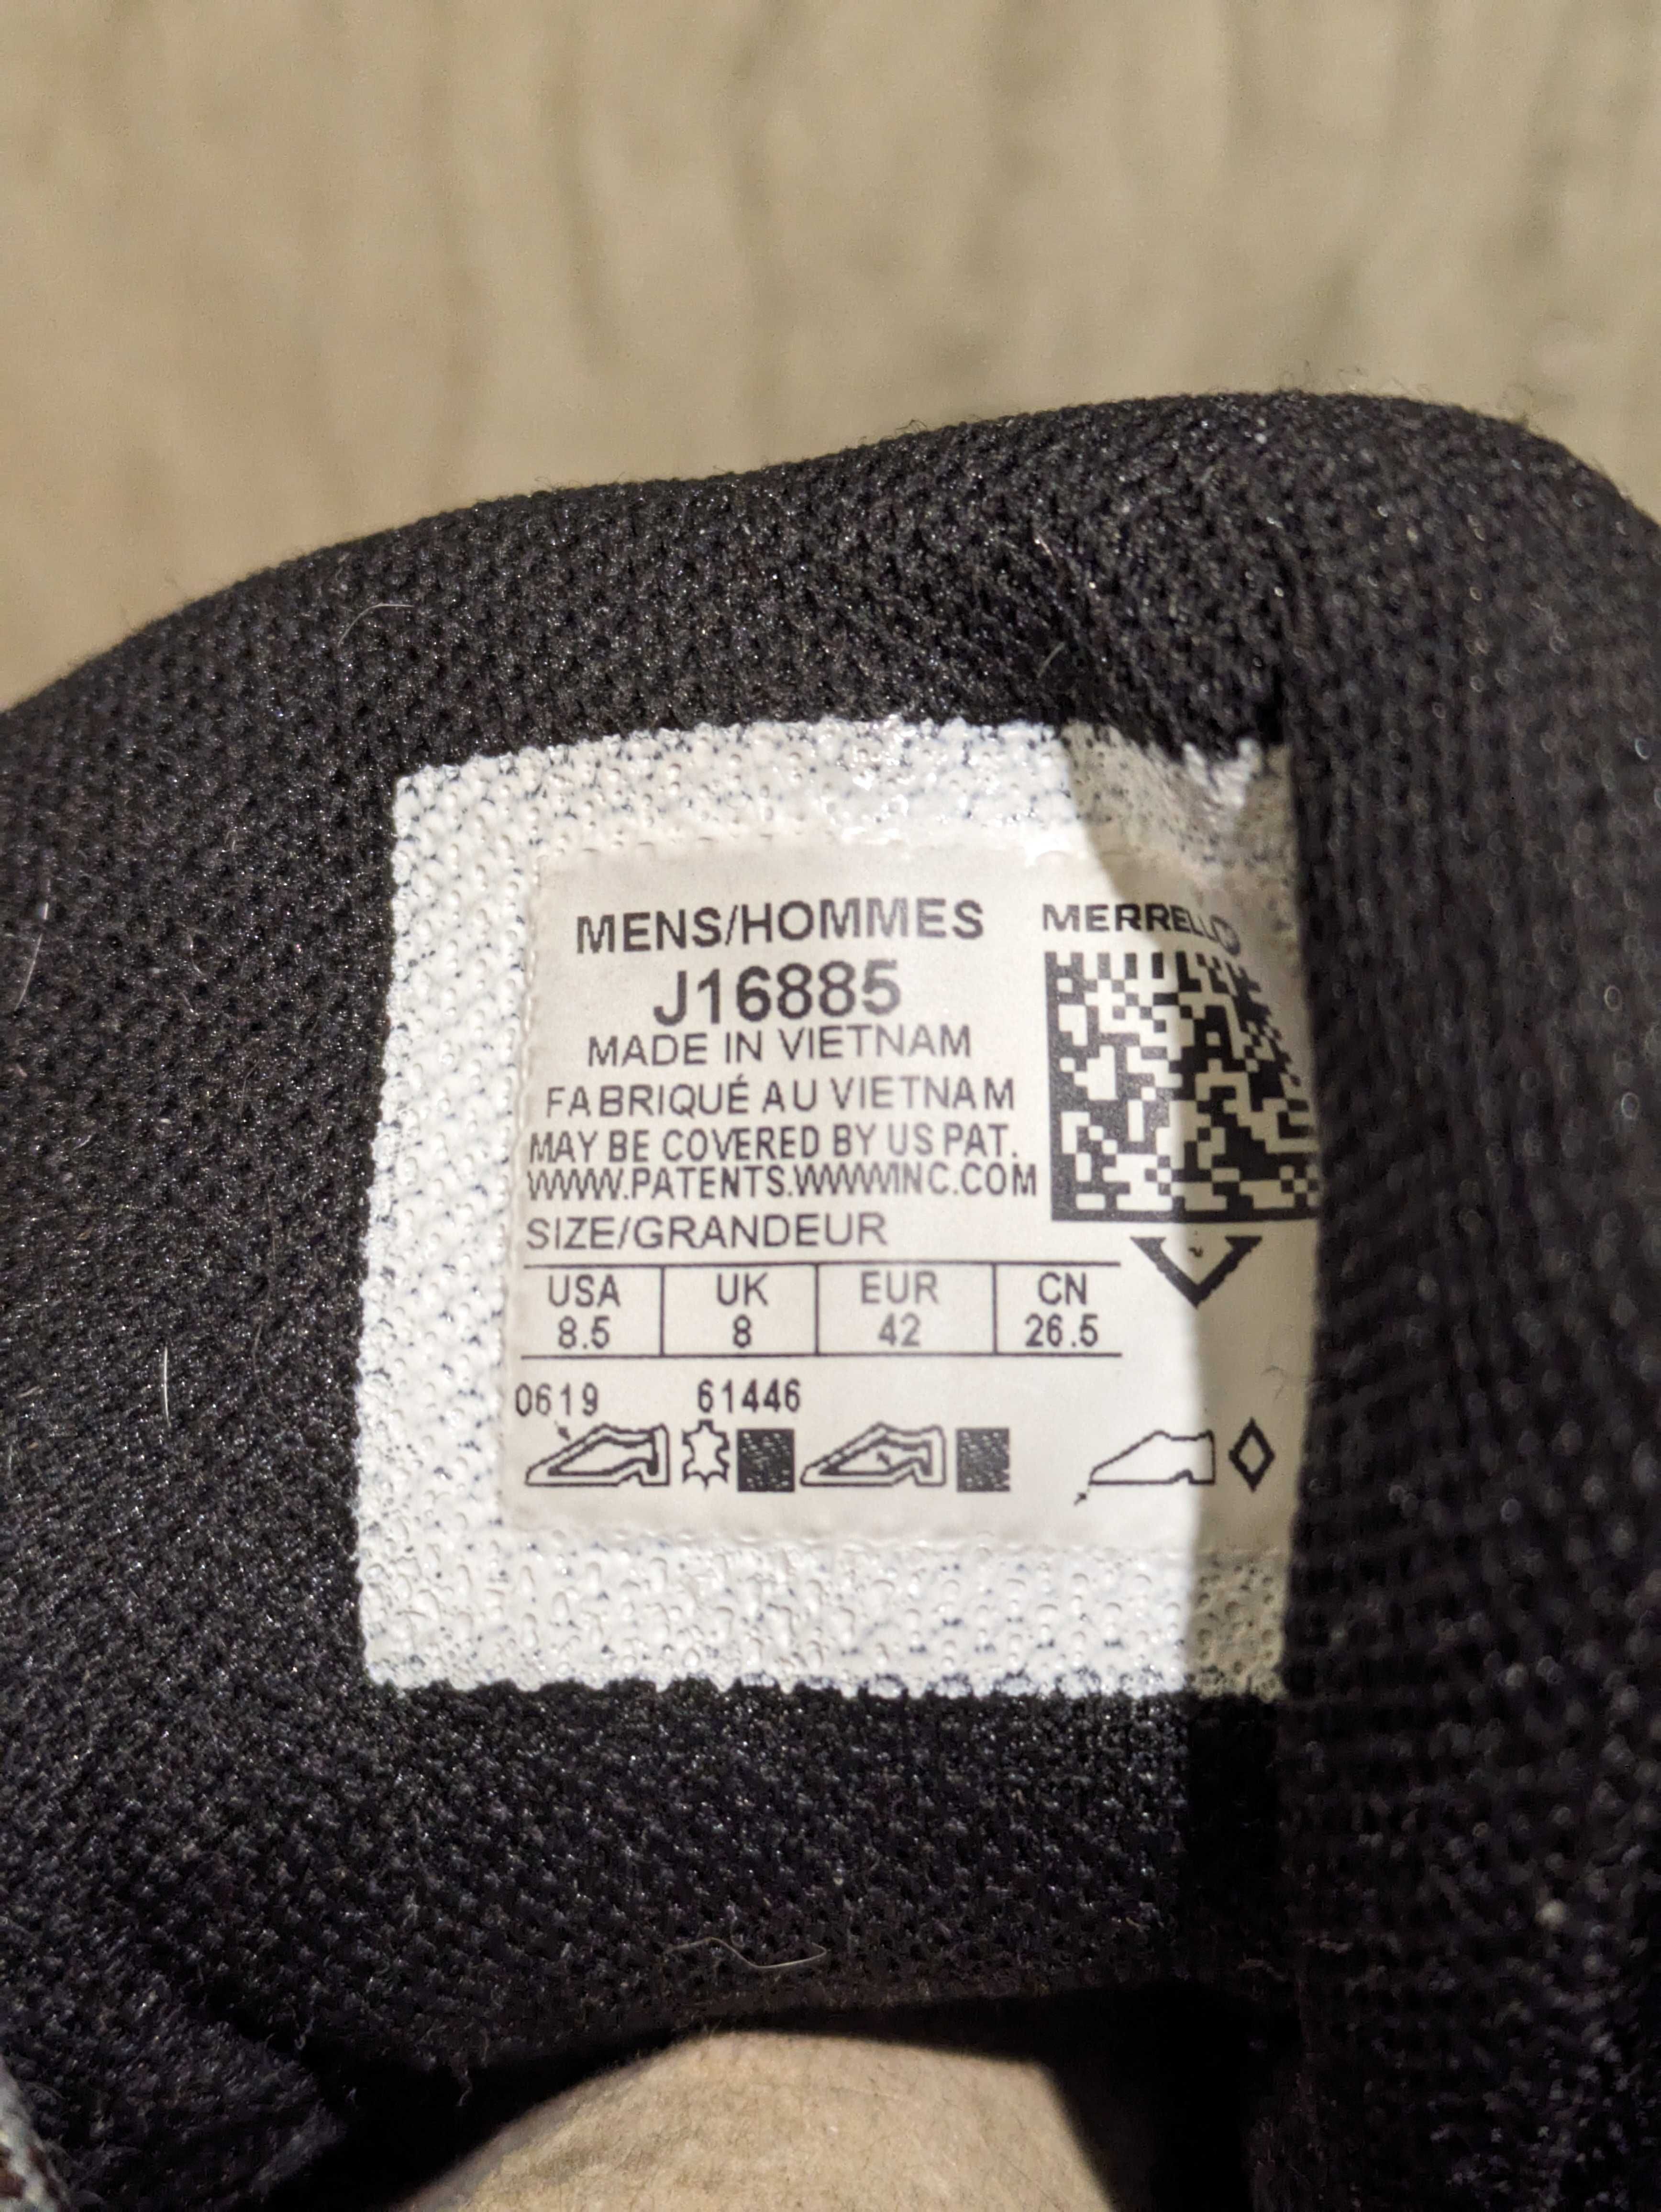 MENS/HOMMES
J16885
MADE IN VIETNAM
FABRIQUÉ AU VIETNAM
MAY BE COVERED BY US PAT.
WWW.PATENTS.WWWINC.COM
SIZE/GRANDEUR
USA UK EUR CN
8.5 8 42 26.5
0619 61446
MERRELL